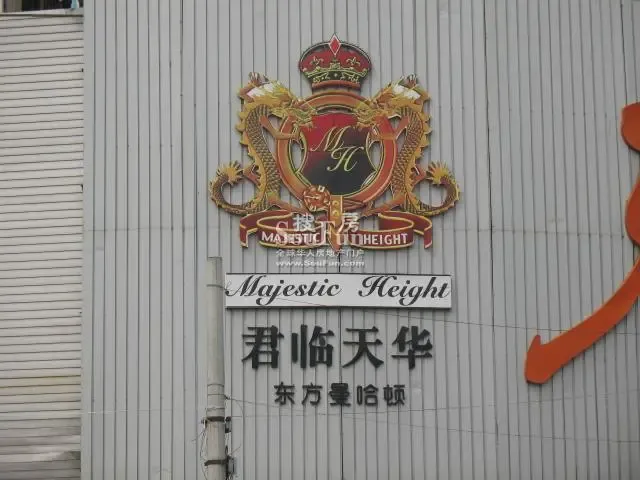 MH
搜房
SouFun
MAJESTIC HEIGHT
全球华人房地产门户
www.SouFun.com
Majestic Height
君临天华
东方曼哈顿